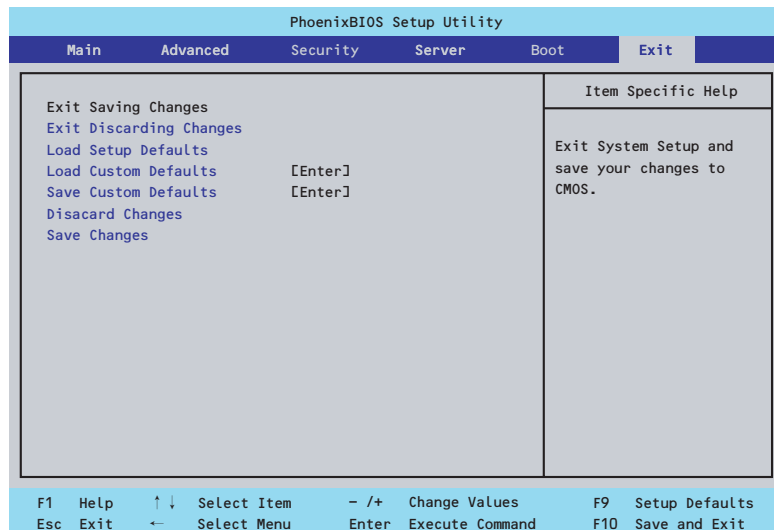 PhoenixBIOS Setup Utility
Main Advanced Security Server Boot Exit
Item Specific Help
Exit Saving Changes
Exit Discarding Changes
Load Setup Defaults
Load Custom Defaults [Enter]
Save Custom Defaults [Enter]
Disacard Changes
Save Changes
Exit System Setup and
save your changes to
CMOS.
F1 Help ↑↓ Select Item - /+ Change Values F9 Setup Defaults
Esc Exit ← Select Menu Enter Execute Command F10 Save and Exit